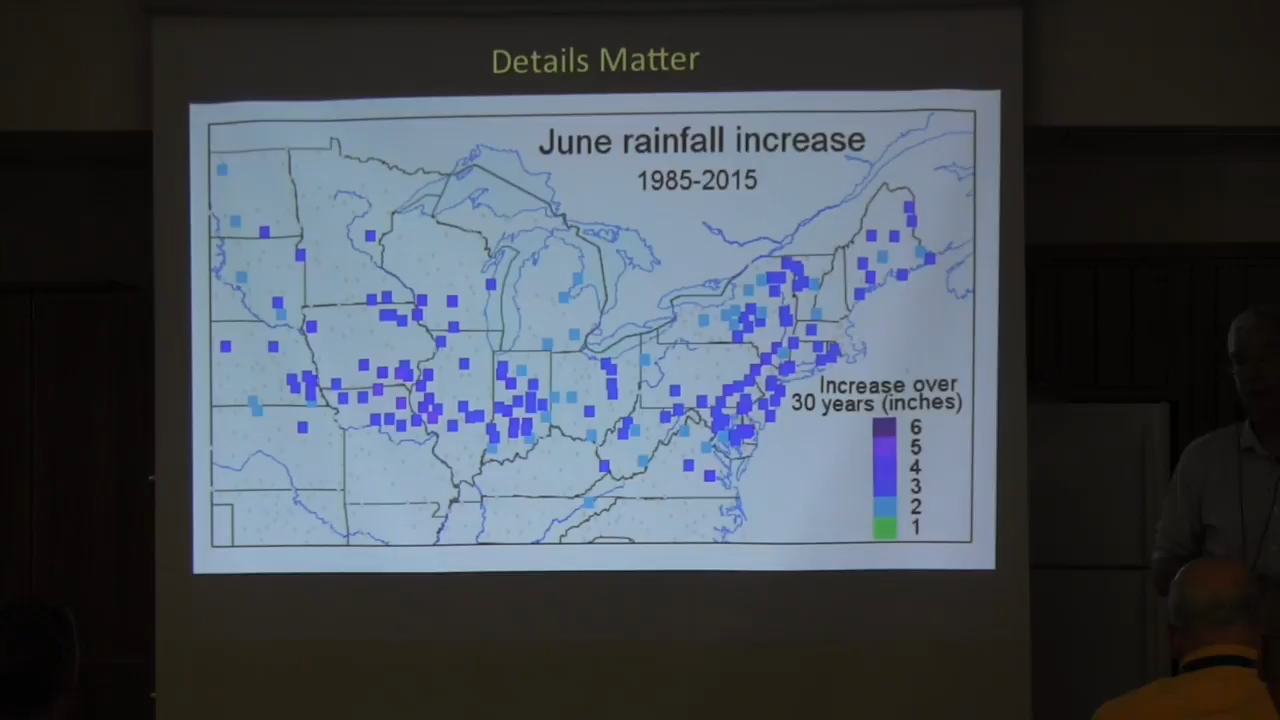 Details Matter
June rainfall increase
1985-2015
Increase over
30 years (inches)
6
5
4
3
2
1